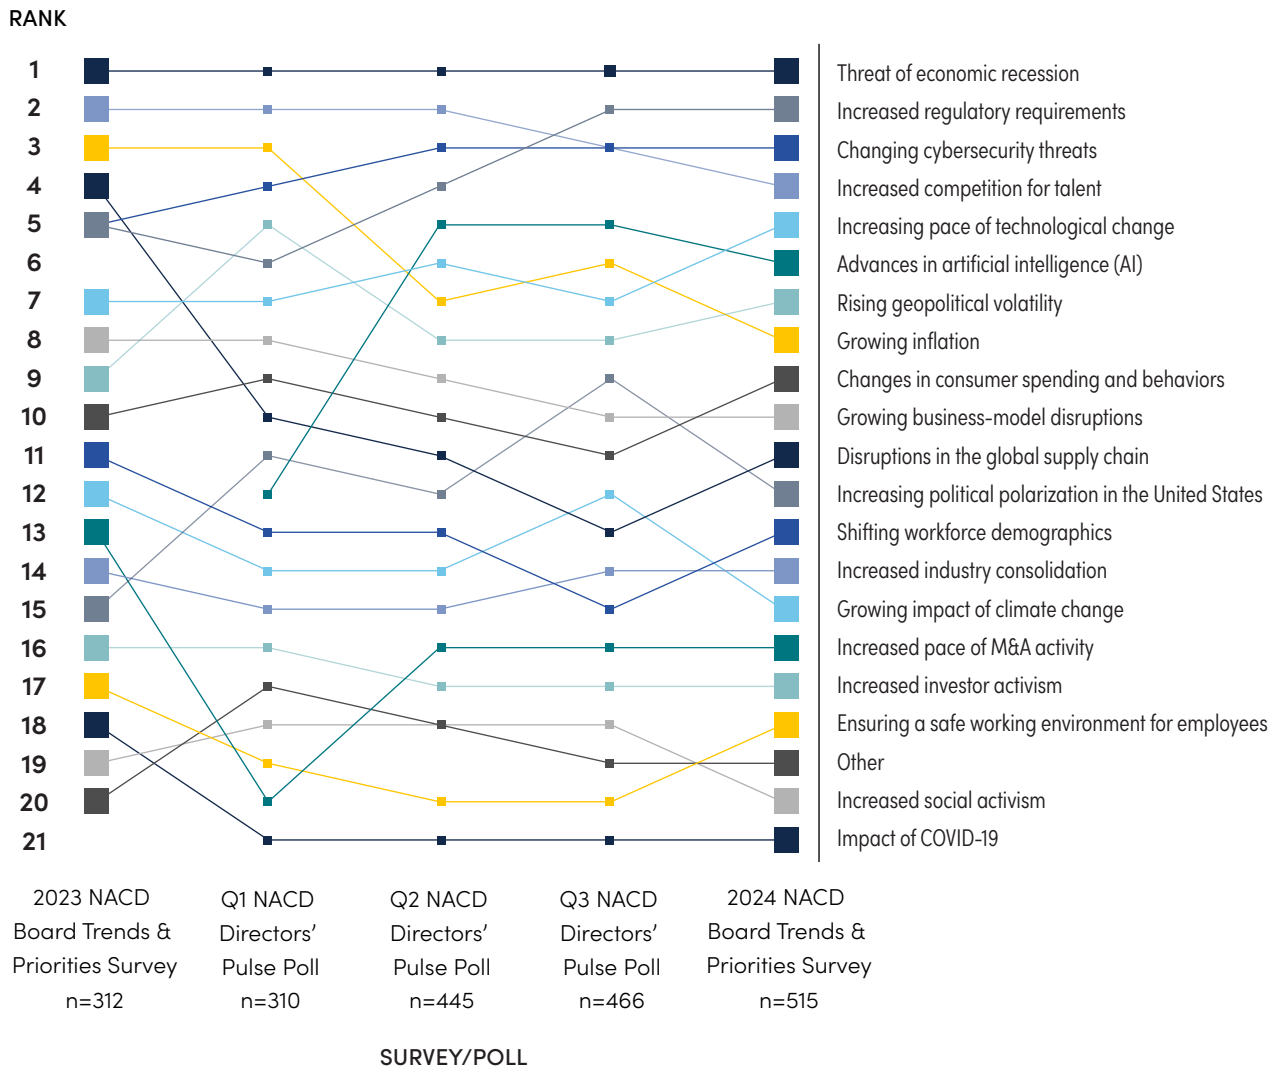 RANK
1
2
3
4
5
6
7
8
9
10
11
12
13
14
15
16
17
18
19
20
21
Threat of economic recession
Increased regulatory requirements
Changing cybersecurity threats
Increased competition for talent
Increasing pace of technological change
Advances in artificial intelligence (AI)
Rising geopolitical volatility
Growing inflation
Changes in consumer spending and behaviors
Growing business-model disruptions
Disruptions in the global supply chain
Increasing political polarization in the United States
Shifting workforce demographics
Increased industry consolidation
Growing impact of climate change
Increased pace of M&A activity
Increased investor activism
Ensuring a safe working environment for employees
Other
Increased social activism
Impact of COVID-19
2023 NACD
Board Trends &
Priorities Survey
n=312
Q1 NACD
Directors’
Pulse Poll
n=310
Q2 NACD
Directors’
Pulse Poll
n=445
Q3 NACD
Directors’
Pulse Poll
n=466
2024 NACD
Board Trends &
Priorities Survey
n=515
SURVEY/POLL